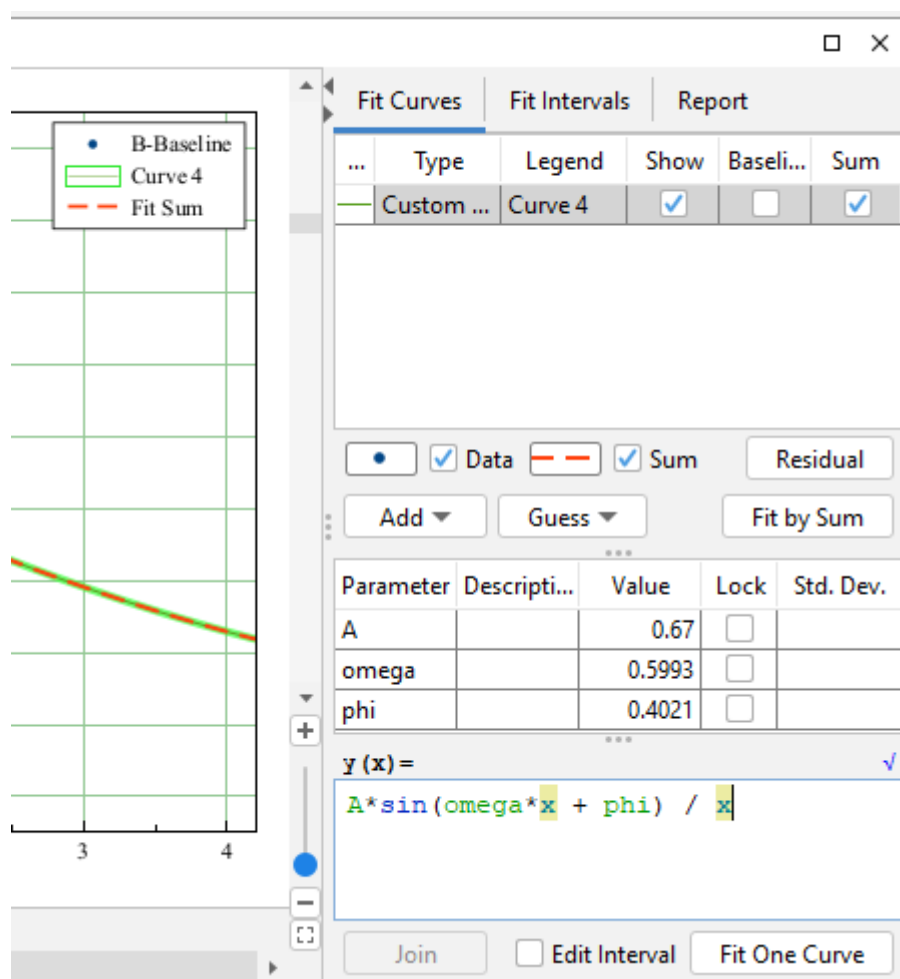 B-Baseline
Curve 4
Fit Sum
3 4
Fit Curves Fit Intervals Report
... Type Legend Show Baseli... Sum
Custom ... Curve 4
Data Sum Residual
Add Guess Fit by Sum
Parameter Descripti... Value Lock Std. Dev.
A 0.67
omega 0.5993
phi 0.4021
y (x) = √
A*sin(omega*x + phi) / x
Join Edit Interval Fit One Curve